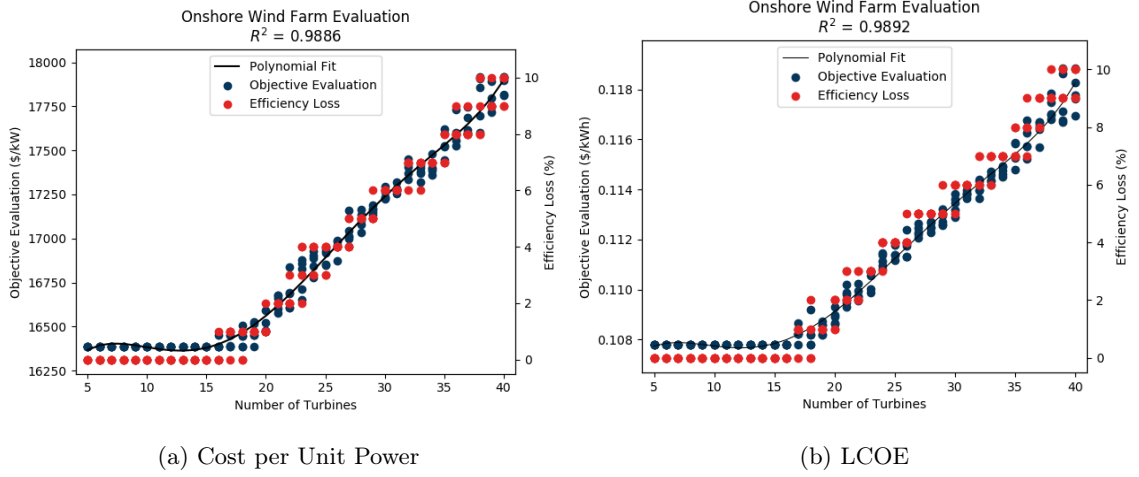 Onshore Wind Farm Evaluation
R² = 0.9886
Polynomial Fit
Objective Evaluation
Efficiency Loss
Objective Evaluation ($/kW)
18000
17750
17500
17250
17000
16750
16500
16250
10
8
6
4
2
0
Efficiency Loss (%)
5 10 15 20 25 30 35 40
Number of Turbines
(a) Cost per Unit Power
Onshore Wind Farm Evaluation
R² = 0.9892
Polynomial Fit
Objective Evaluation
Efficiency Loss
Objective Evaluation ($/kWh)
0.118
0.116
0.114
0.112
0.110
0.108
10
8
6
4
2
0
Efficiency Loss (%)
5 10 15 20 25 30 35 40
Number of Turbines
(b) LCOE